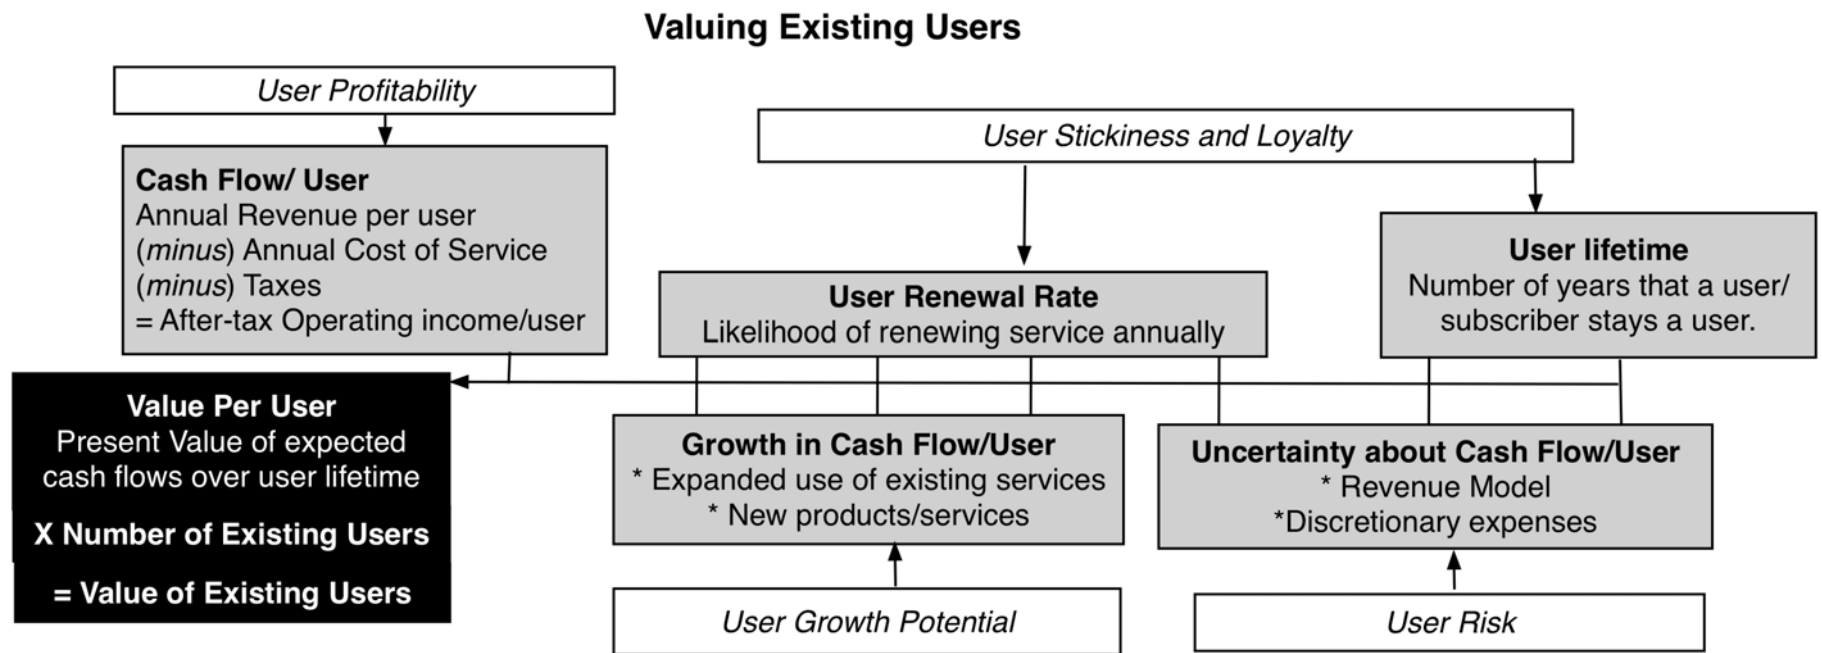 Valuing Existing Users
User Profitability
User Stickiness and Loyalty
Cash Flow/ User
Annual Revenue per user
(minus) Annual Cost of Service
(minus) Taxes
= After-tax Operating income/user
User Renewal Rate
Likelihood of renewing service annually
User lifetime
Number of years that a user/
subscriber stays a user.
Value Per User
Present Value of expected
cash flows over user lifetime
X Number of Existing Users
= Value of Existing Users
Growth in Cash Flow/User
* Expanded use of existing services
* New products/services
Uncertainty about Cash Flow/User
* Revenue Model
*Discretionary expenses
User Growth Potential
User Risk